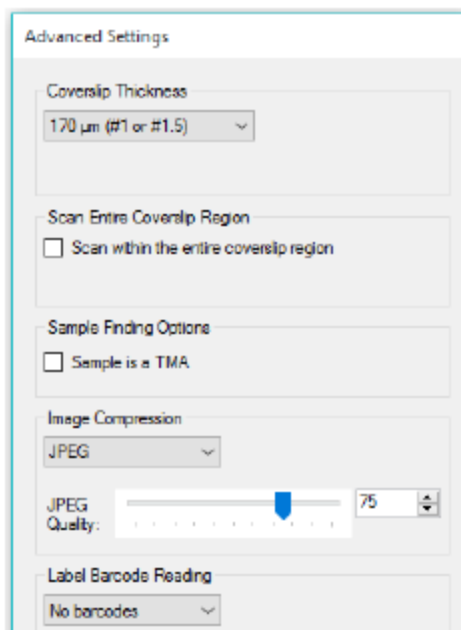 Advanced Settings
Coverslip Thickness
170 µm (#1 or #1.5)
Scan Entire Coverslip Region
Scan within the entire coverslip region
Sample Finding Options
Sample is a TMA
Image Compression
JPEG
JPEG Quality:
75
Label Barcode Reading
No barcodes